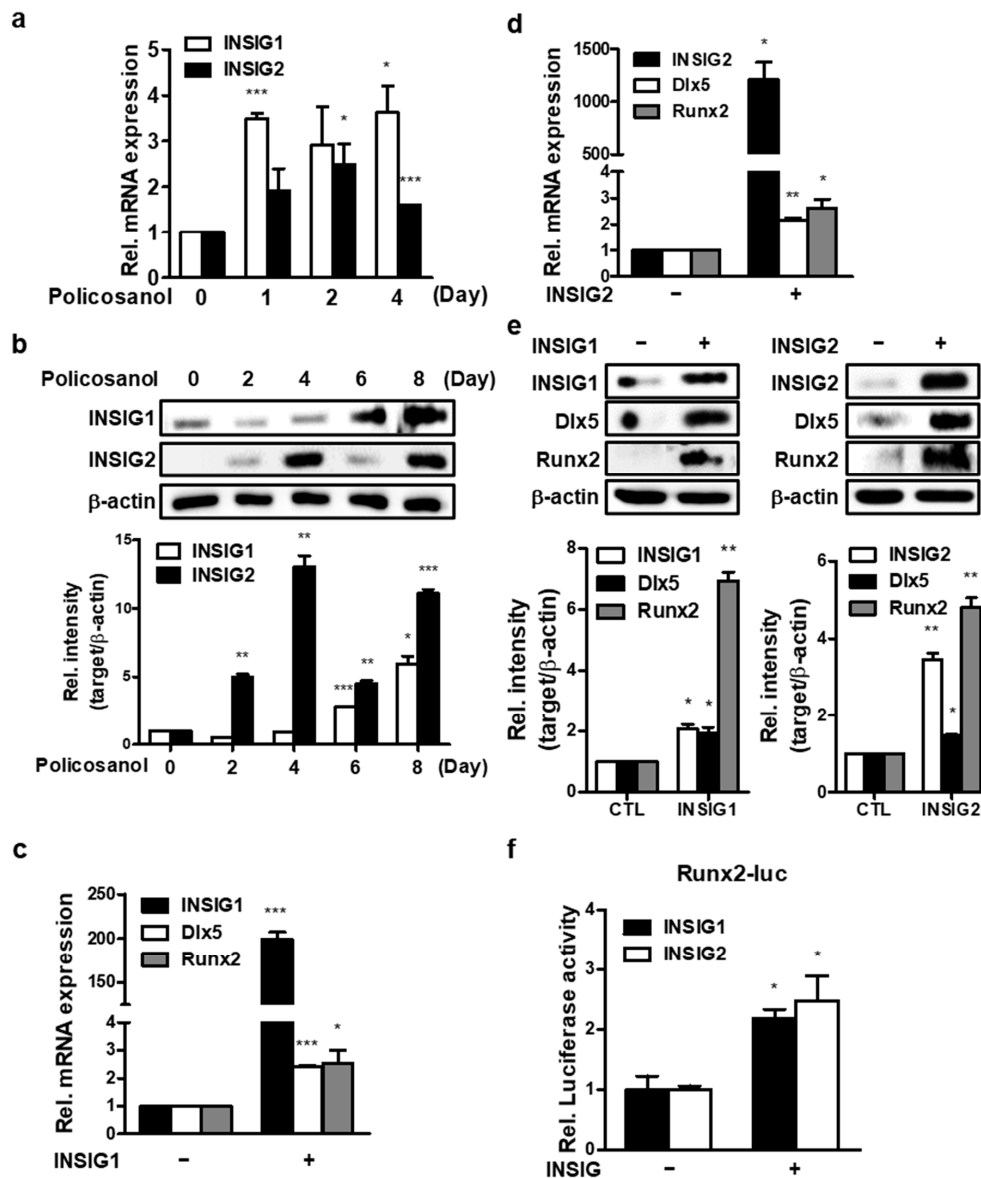 a
INSIG1
INSIG2
Rel. mRNA expression
5
4
3
2
1
0
***
*
*
***
Policosanol 0 1 2 4 (Day)
b
Policosanol 0 2 4 6 8 (Day)
INSIG1
INSIG2
β-actin
INSIG1
INSIG2
Rel. intensity
(target/β-actin)
15
10
5
0
**
**
***
**
*
***
Policosanol 0 2 4 6 8 (Day)
c
INSIG1
Dlx5
Runx2
Rel. mRNA expression
250
200
150
100
4
3
2
1
0
***
***
*
INSIG1 − +
d
INSIG2
Dlx5
Runx2
Rel. mRNA expression
1500
1000
500
4
3
2
1
0
*
**
*
INSIG2 − +
e
INSIG1 − +
INSIG1
Dlx5
Runx2
β-actin
INSIG2 − +
INSIG2
Dlx5
Runx2
β-actin
INSIG1
Dlx5
Runx2
Rel. intensity
(target/β-actin)
8
6
4
2
0
*
*
**
CTL INSIG1
INSIG2
Dlx5
Runx2
Rel. intensity
(target/β-actin)
6
4
2
0
**
*
**
CTL INSIG2
f
Runx2-luc
INSIG1
INSIG2
Rel. Luciferase activity
4
3
2
1
0
*
*
INSIG − +